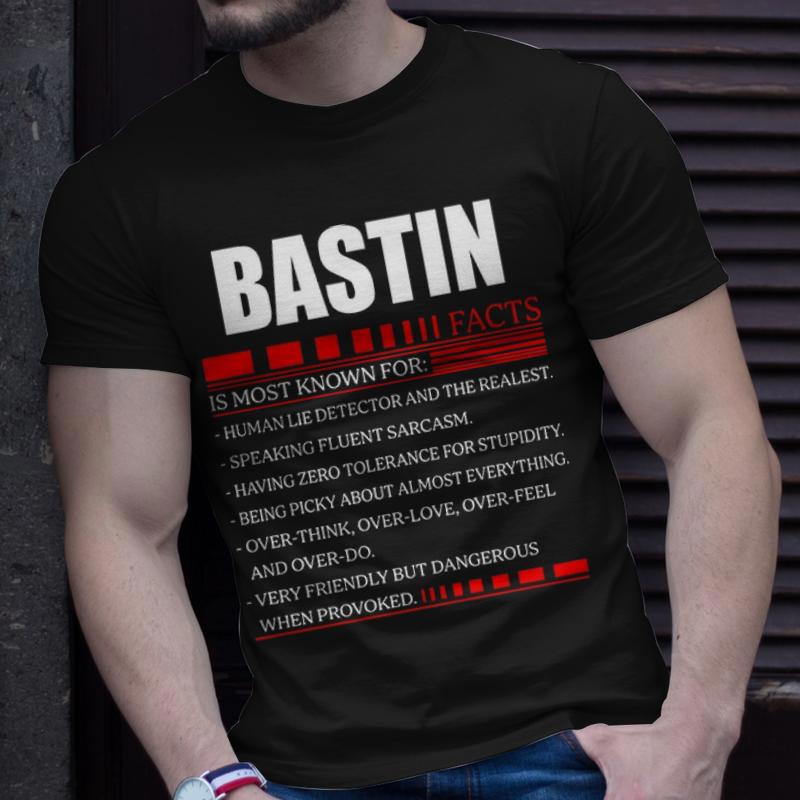 BASTIN
FACTS
IS MOST KNOWN FOR:
- HUMAN LIE DETECTOR AND THE REALEST.
- SPEAKING FLUENT SARCASM.
- HAVING ZERO TOLERANCE FOR STUPIDITY.
- BEING PICKY ABOUT ALMOST EVERYTHING.
- OVER-THINK, OVER-LOVE, OVER-FEEL
AND OVER-DO.
- VERY FRIENDLY BUT DANGEROUS
WHEN PROVOKED.